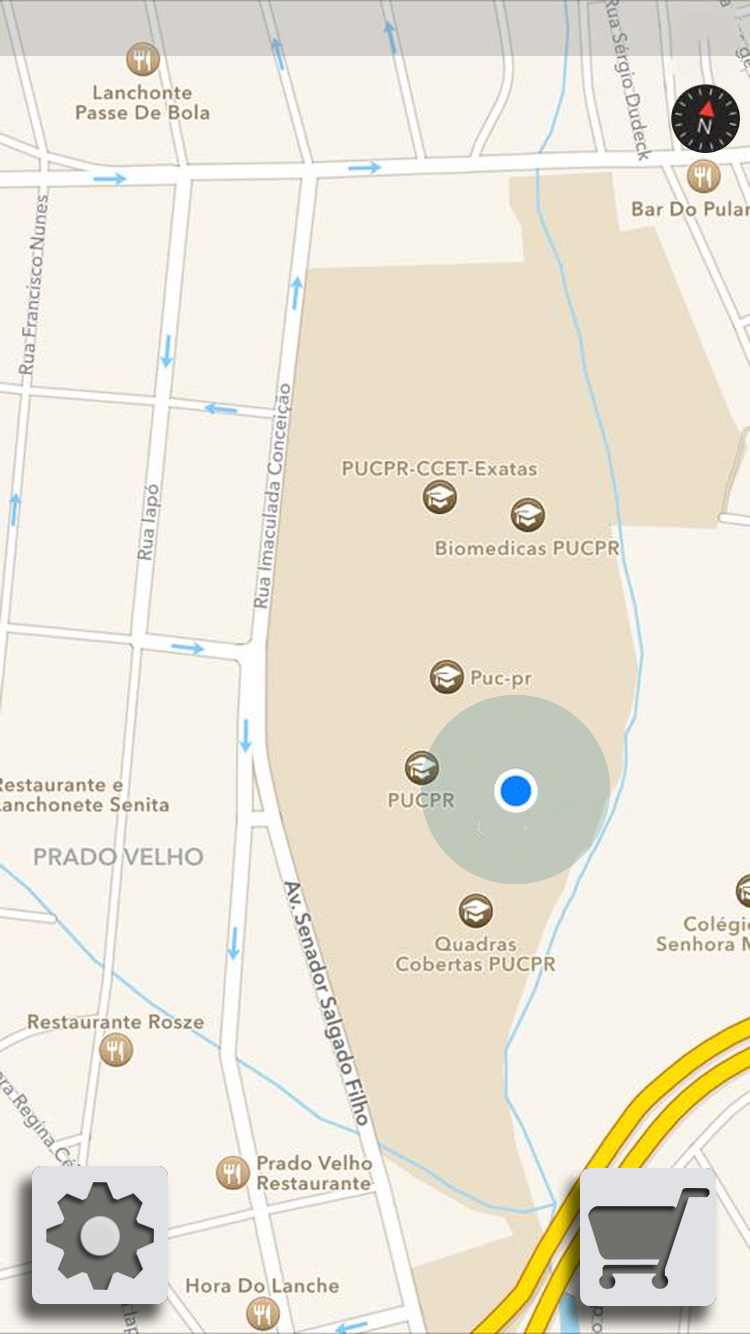 Rua Sérgio Dudeck
Lanchonte
Passe De Bola
N
Bar Do Pular
Rua Francisco Nunes
Rua Iapó
Rua Imaculada Conceição
PUCPR-CCET-Exatas
Biomedicas PUCPR
Puc-pr
PUCPR
Restaurante e
Lanchonete Senita
PRADO VELHO
Av. Senador Salgado Filho
Quadras
Cobertas PUCPR
Colégi
Senhora M
Restaurante Rosze
Regina
Prado Velho
Restaurante
Hora Do Lanche